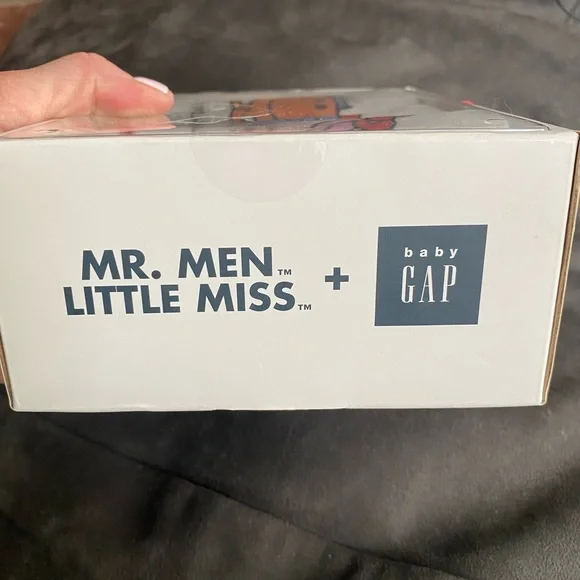 MR. MEN™
LITTLE MISS™
+
baby
GAP